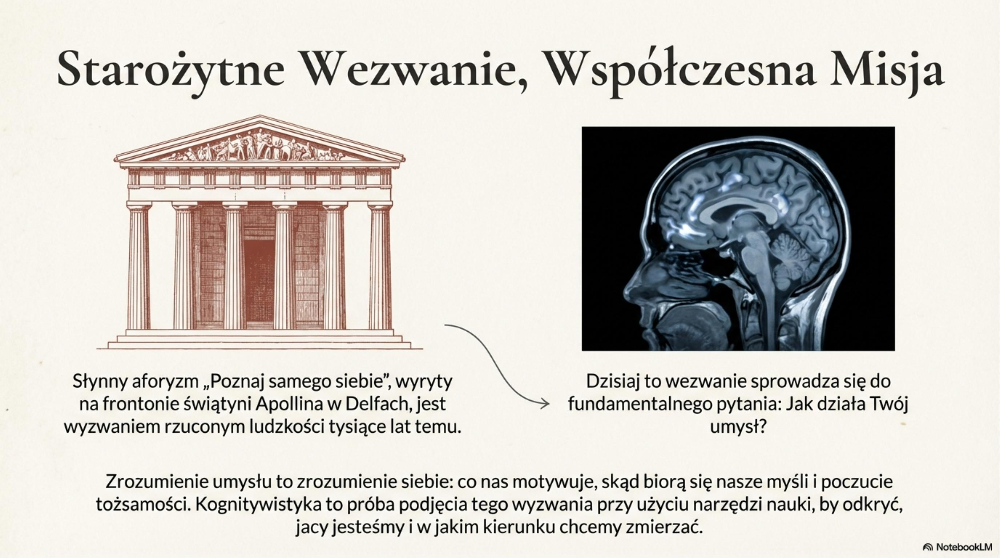 Starożytne Wezwanie, Współczesna Misja
Słynny aforyzm „Poznaj samego siebie”, wyryty
na frontonie świątyni Apollina w Delfach, jest
wyzwaniem rzuconym ludzkości tysiące lat temu.
Dzisiaj to wezwanie sprowadza się do
fundamentalnego pytania: Jak działa Twój
umysł?
Zrozumienie umysłu to zrozumienie siebie: co nas motywuje, skąd biorą się nasze myśli i poczucie
tożsamości. Kognitywistyka to próba podjęcia tego wyzwania przy użyciu narzędzi nauki, by odkryć,
jacy jesteśmy i w jakim kierunku chcemy zmierzać.
NotebookLM